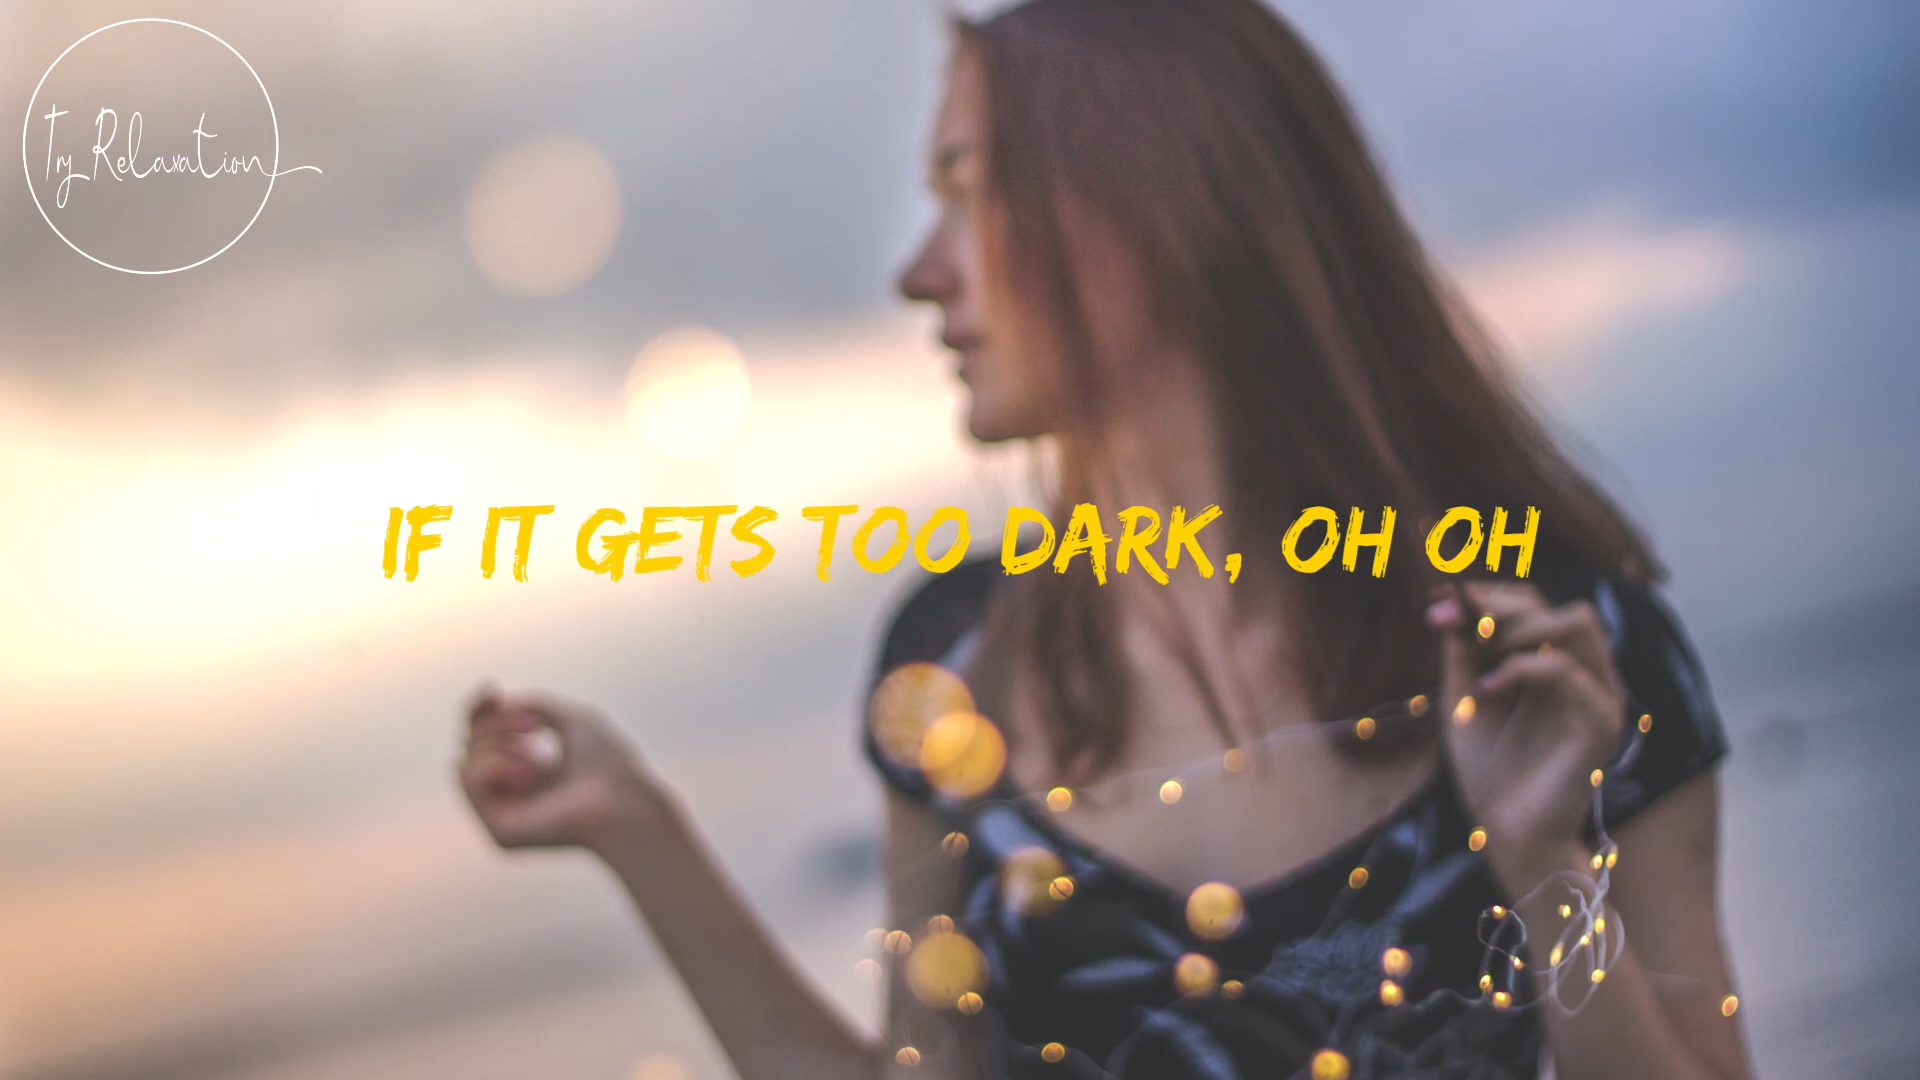 Try Relaxation
IF IT GETS TOO DARK, OH OH